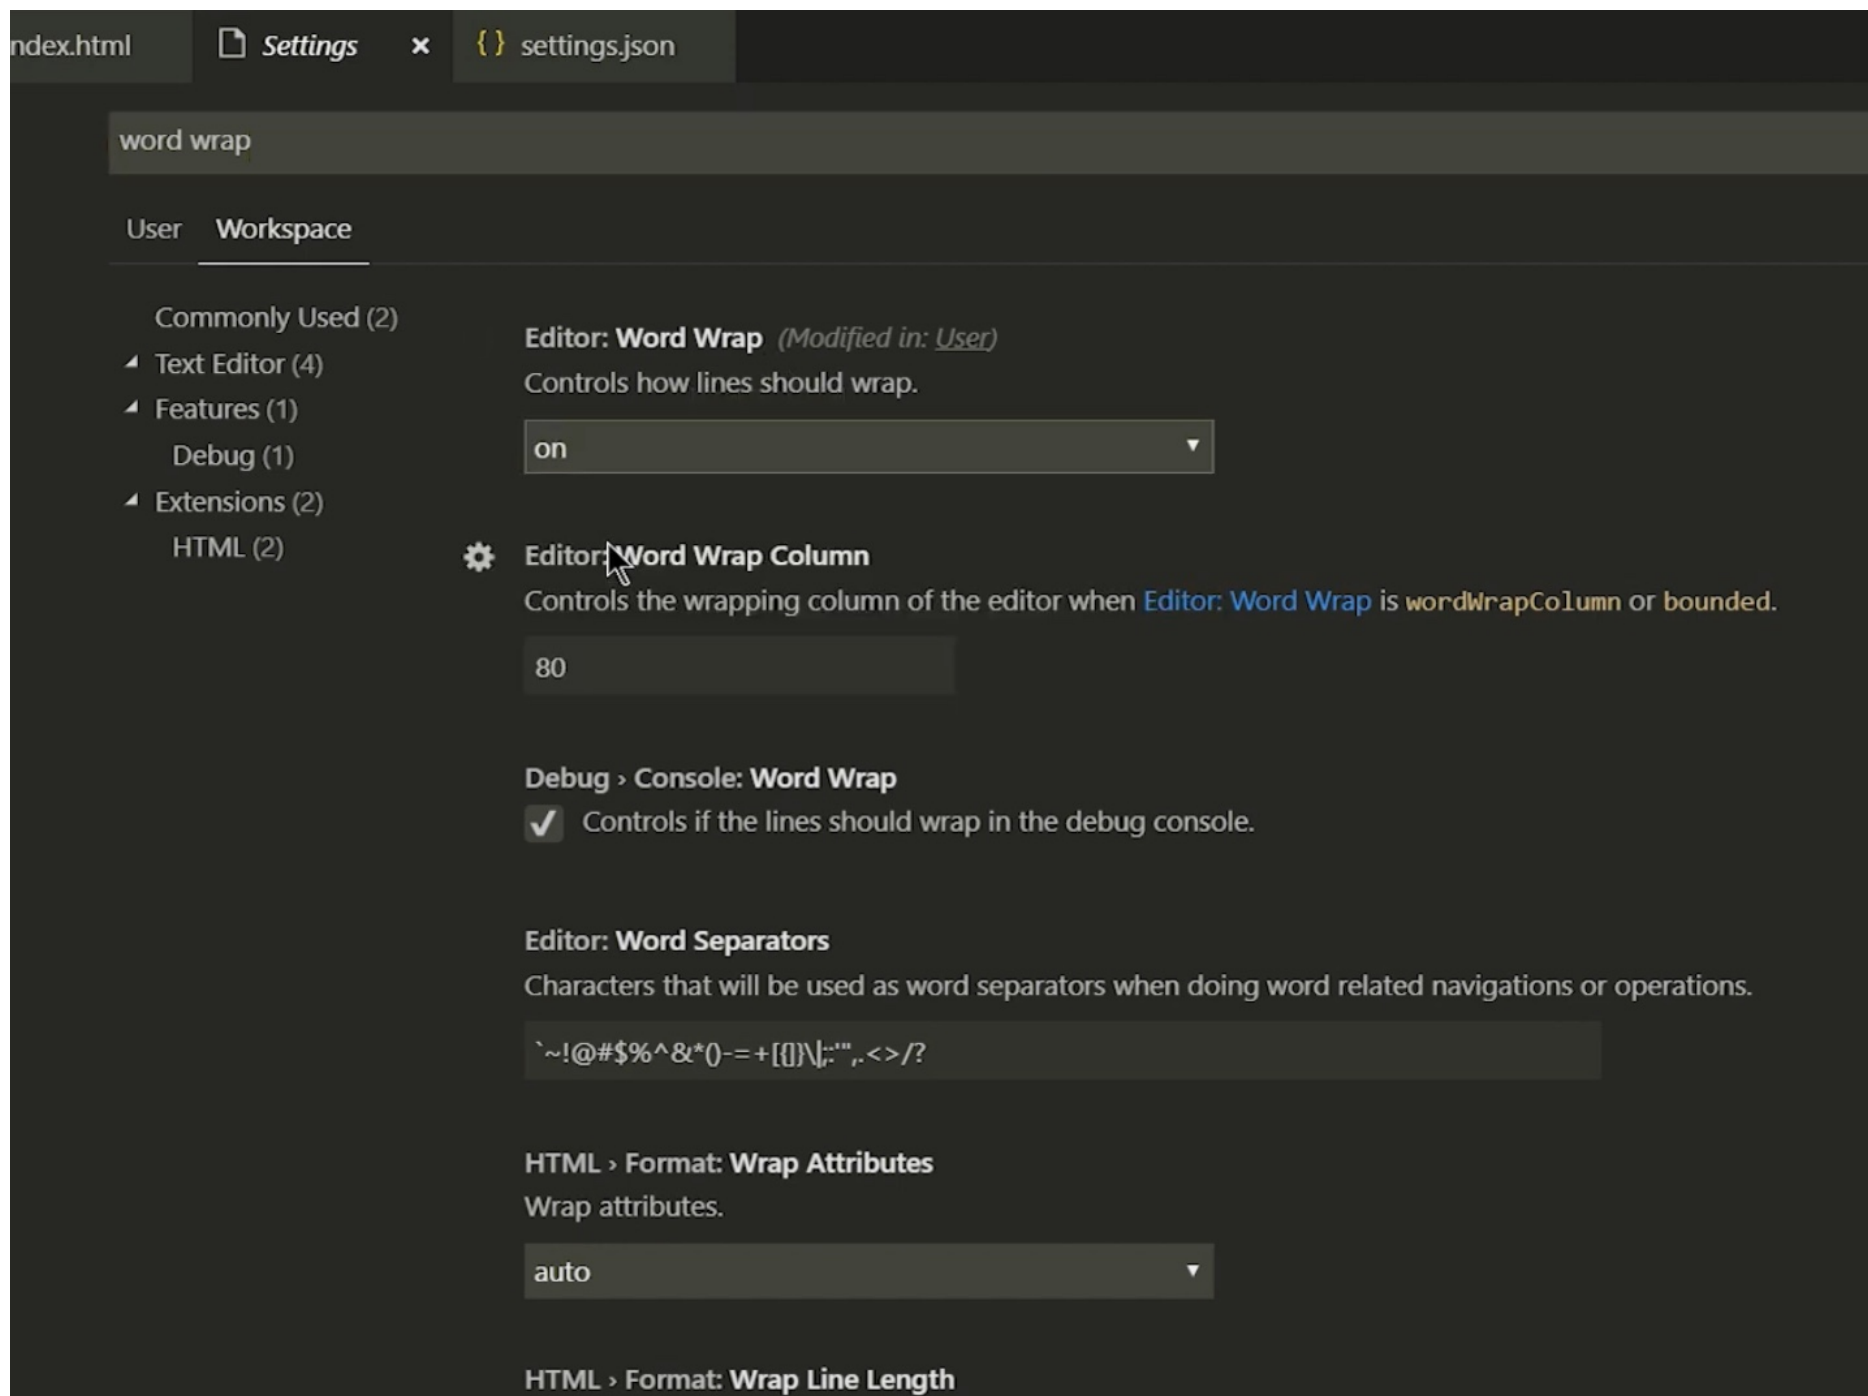 ndex.html Settings × {} settings.json
word wrap
User Workspace
Commonly Used (2)
Text Editor (4)
Features (1)
Debug (1)
Extensions (2)
HTML (2)
Editor: Word Wrap (Modified in: User)
Controls how lines should wrap.
on
Editor: Word Wrap Column
Controls the wrapping column of the editor when Editor: Word Wrap is wordWrapColumn or bounded.
80
Debug › Console: Word Wrap
Controls if the lines should wrap in the debug console.
Editor: Word Separators
Characters that will be used as word separators when doing word related navigations or operations.
`~!@#$%^&*()-=+[{]}\|;:'",.<>/?
HTML › Format: Wrap Attributes
Wrap attributes.
auto
HTML › Format: Wrap Line Length